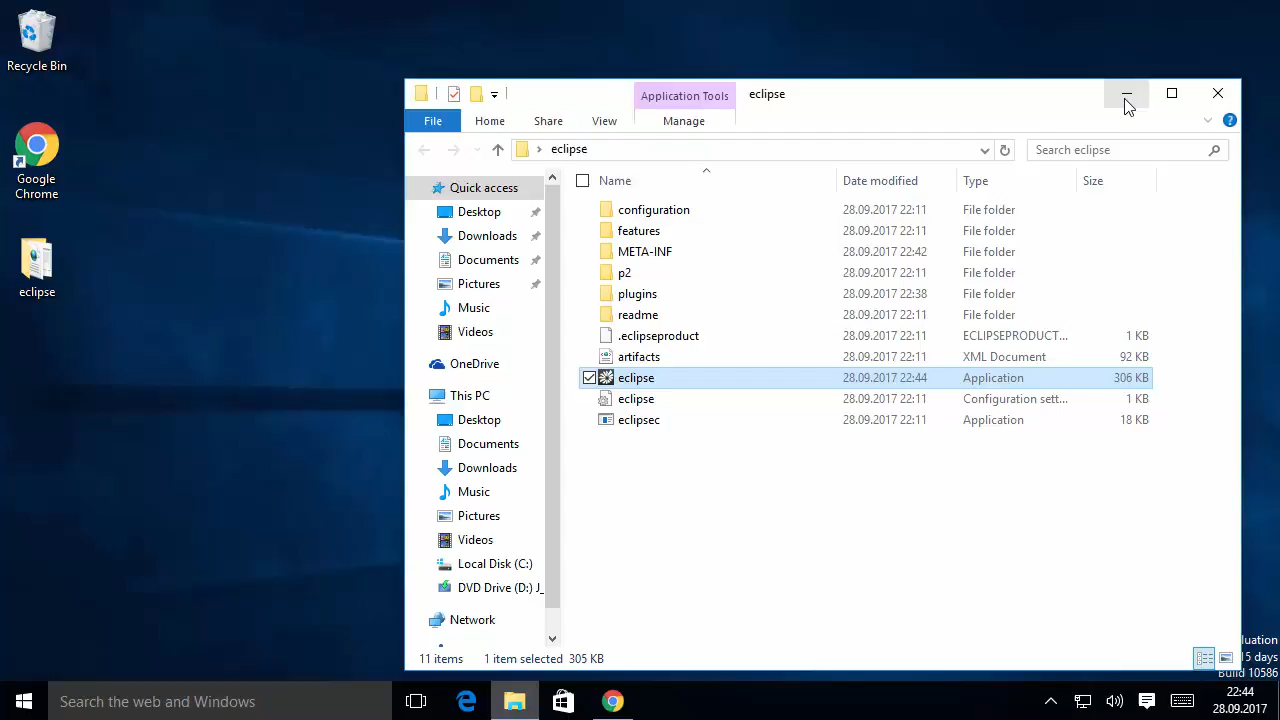 Recycle Bin
Google
Chrome
eclipse
Application Tools
eclipse
File
Home
Share
View
Manage
eclipse
Search eclipse
Name
Date modified
Type
Size
Quick access
Desktop
Downloads
Documents
Pictures
Music
Videos
OneDrive
This PC
Desktop
Documents
Downloads
Music
Pictures
Videos
Local Disk (C:)
DVD Drive (D:) J_
Network
configuration 28.09.2017 22:11 File folder
features 28.09.2017 22:11 File folder
META-INF 28.09.2017 22:42 File folder
p2 28.09.2017 22:11 File folder
plugins 28.09.2017 22:38 File folder
readme 28.09.2017 22:11 File folder
.eclipseproduct 28.09.2017 22:11 ECLIPSEPRODUCT... 1 KB
artifacts 28.09.2017 22:11 XML Document 92 KB
eclipse 28.09.2017 22:44 Application 306 KB
eclipse 28.09.2017 22:11 Configuration sett... 1 KB
eclipsec 28.09.2017 22:11 Application 18 KB
11 items 1 item selected 305 KB
luation
15 days
Build 10586
Search the web and Windows
22:44
28.09.2017